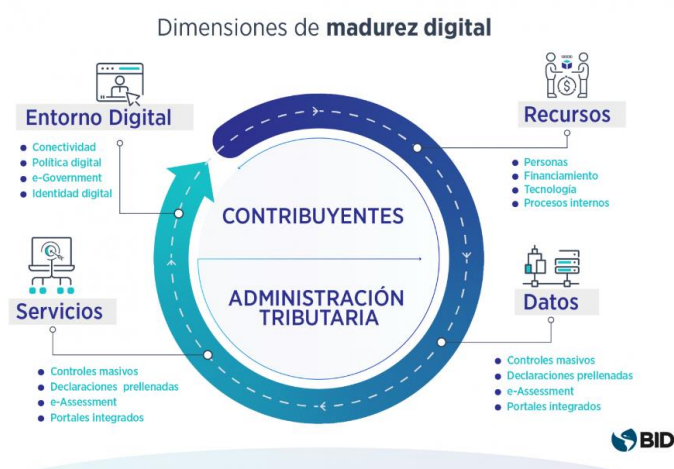 Dimensiones de madurez digital
Entorno Digital
Conectividad
Política digital
e-Government
Identidad digital
Recursos
Personas
Financiamiento
Tecnología
Procesos internos
CONTRIBUYENTES
ADMINISTRACIÓN
TRIBUTARIA
Servicios
Controles masivos
Declaraciones prellenadas
e-Assessment
Portales integrados
Datos
Controles masivos
Declaraciones prellenadas
e-Assessment
Portales integrados
BID